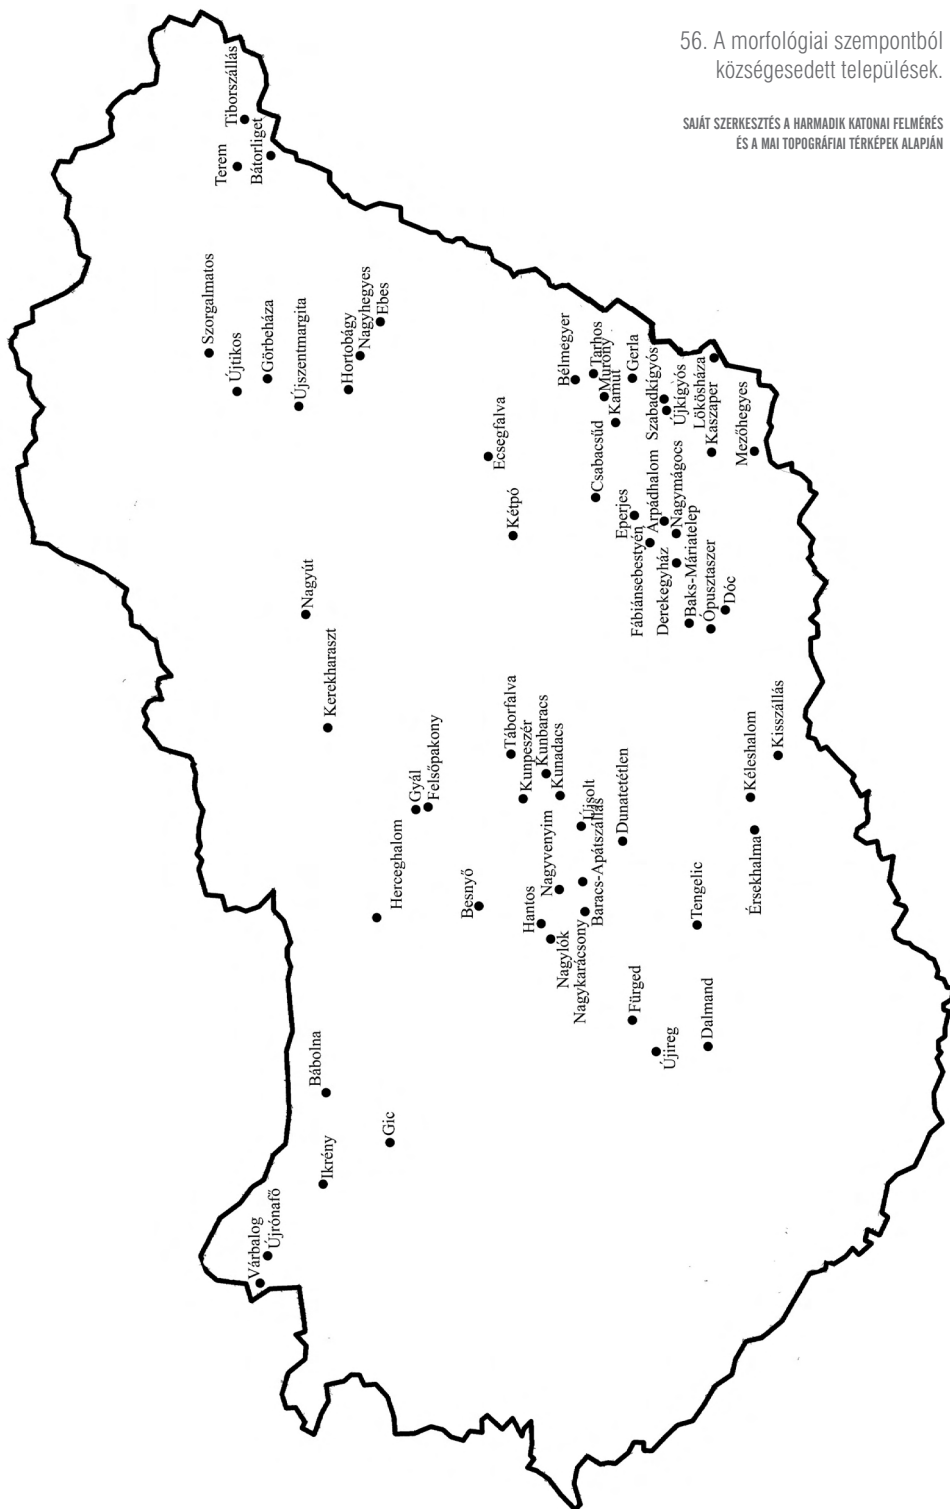 56. A morfológiai szempontból
községesedett települések.
SAJÁT SZERKESZTÉS A HARMADIK KATONAI FELMÉRÉS
ÉS A MAI TOPOGRÁFIAI TÉRKÉPEK ALAPJÁN
Várbalog
Újrónafő
Ikrény
Bábolna
Gic
Herceghalom
Gyál
Felsőpakony
Kerekharaszt
Nagyút
Besnyő
Szorgalmatos
Újtikos
Görbeháza
Újszentmargita
Hortobágy
Nagyhegyes
Ebes
Terem
Tiborszállás
Bátorliget
Ecsegfalva
Kétpó
Táborfalva
Kunpeszér
Kunbaracs
Kunadacs
Nagyvenyim
Hantos
Nagylók
Nagykarácsony
Baracs-Apátszállás
Újsolt
Dunatetétlen
Fürged
Újireg
Dalmand
Tengelic
Érsekhalma
Kéleshalom
Kisszállás
Bélmegyer
Tarhos
Murony
Kamut
Gerla
Csabacsűd
Eperjes
Szabadkígyós
Újkígyós
Fábiánsebestyén
Árpádhalom
Derekegyház
Nagymágocs
Baks-Máriatelep
Ópusztaszer
Dóc
Lőkösháza
Kaszaper
Mezőhegyes